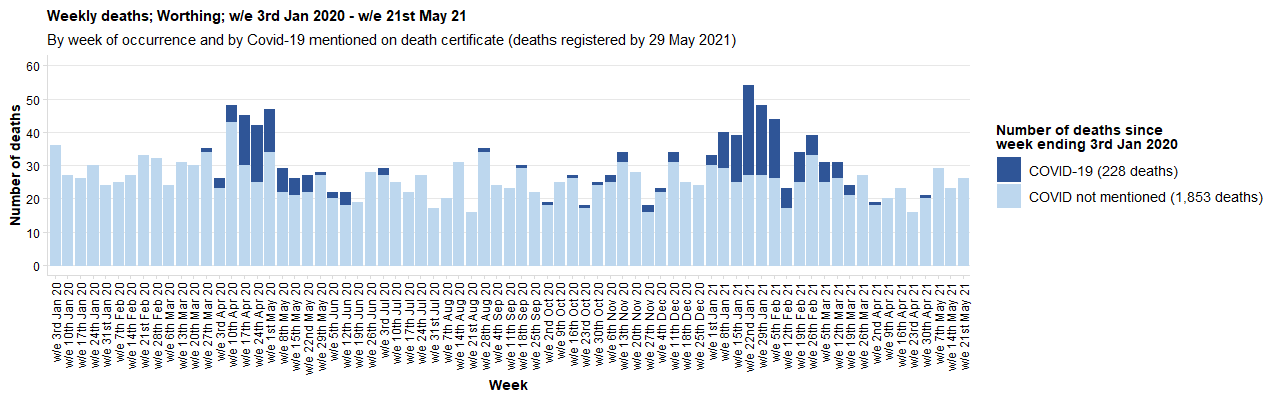 Weekly deaths; Worthing; w/e 3rd Jan 2020 - w/e 21st May 21
By week of occurrence and by Covid-19 mentioned on death certificate (deaths registered by 29 May 2021)
Number of deaths
60
50
40
30
20
10
0
w/e 3rd Jan 20
w/e 10th Jan 20
w/e 17th Jan 20
w/e 24th Jan 20
w/e 31st Jan 20
w/e 7th Feb 20
w/e 14th Feb 20
w/e 21st Feb 20
w/e 28th Feb 20
w/e 6th Mar 20
w/e 13th Mar 20
w/e 20th Mar 20
w/e 27th Mar 20
w/e 3rd Apr 20
w/e 10th Apr 20
w/e 17th Apr 20
w/e 24th Apr 20
w/e 1st May 20
w/e 8th May 20
w/e 15th May 20
w/e 22nd May 20
w/e 29th May 20
w/e 5th Jun 20
w/e 12th Jun 20
w/e 19th Jun 20
w/e 26th Jun 20
w/e 3rd Jul 20
w/e 10th Jul 20
w/e 17th Jul 20
w/e 24th Jul 20
w/e 31st Jul 20
w/e 7th Aug 20
w/e 14th Aug 20
w/e 21st Aug 20
w/e 28th Aug 20
w/e 4th Sep 20
w/e 11th Sep 20
w/e 18th Sep 20
w/e 25th Sep 20
w/e 2nd Oct 20
w/e 9th Oct 20
w/e 16th Oct 20
w/e 23rd Oct 20
w/e 30th Oct 20
w/e 6th Nov 20
w/e 13th Nov 20
w/e 20th Nov 20
w/e 27th Nov 20
w/e 4th Dec 20
w/e 11th Dec 20
w/e 18th Dec 20
w/e 25th Dec 20
w/e 1st Jan 21
w/e 8th Jan 21
w/e 15th Jan 21
w/e 22nd Jan 21
w/e 29th Jan 21
w/e 5th Feb 21
w/e 12th Feb 21
w/e 19th Feb 21
w/e 26th Feb 21
w/e 5th Mar 21
w/e 12th Mar 21
w/e 19th Mar 21
w/e 26th Mar 21
w/e 2nd Apr 21
w/e 9th Apr 21
w/e 16th Apr 21
w/e 23rd Apr 21
w/e 30th Apr 21
w/e 7th May 21
w/e 14th May 21
w/e 21st May 21
Week
Number of deaths since
week ending 3rd Jan 2020
COVID-19 (228 deaths)
COVID not mentioned (1,853 deaths)